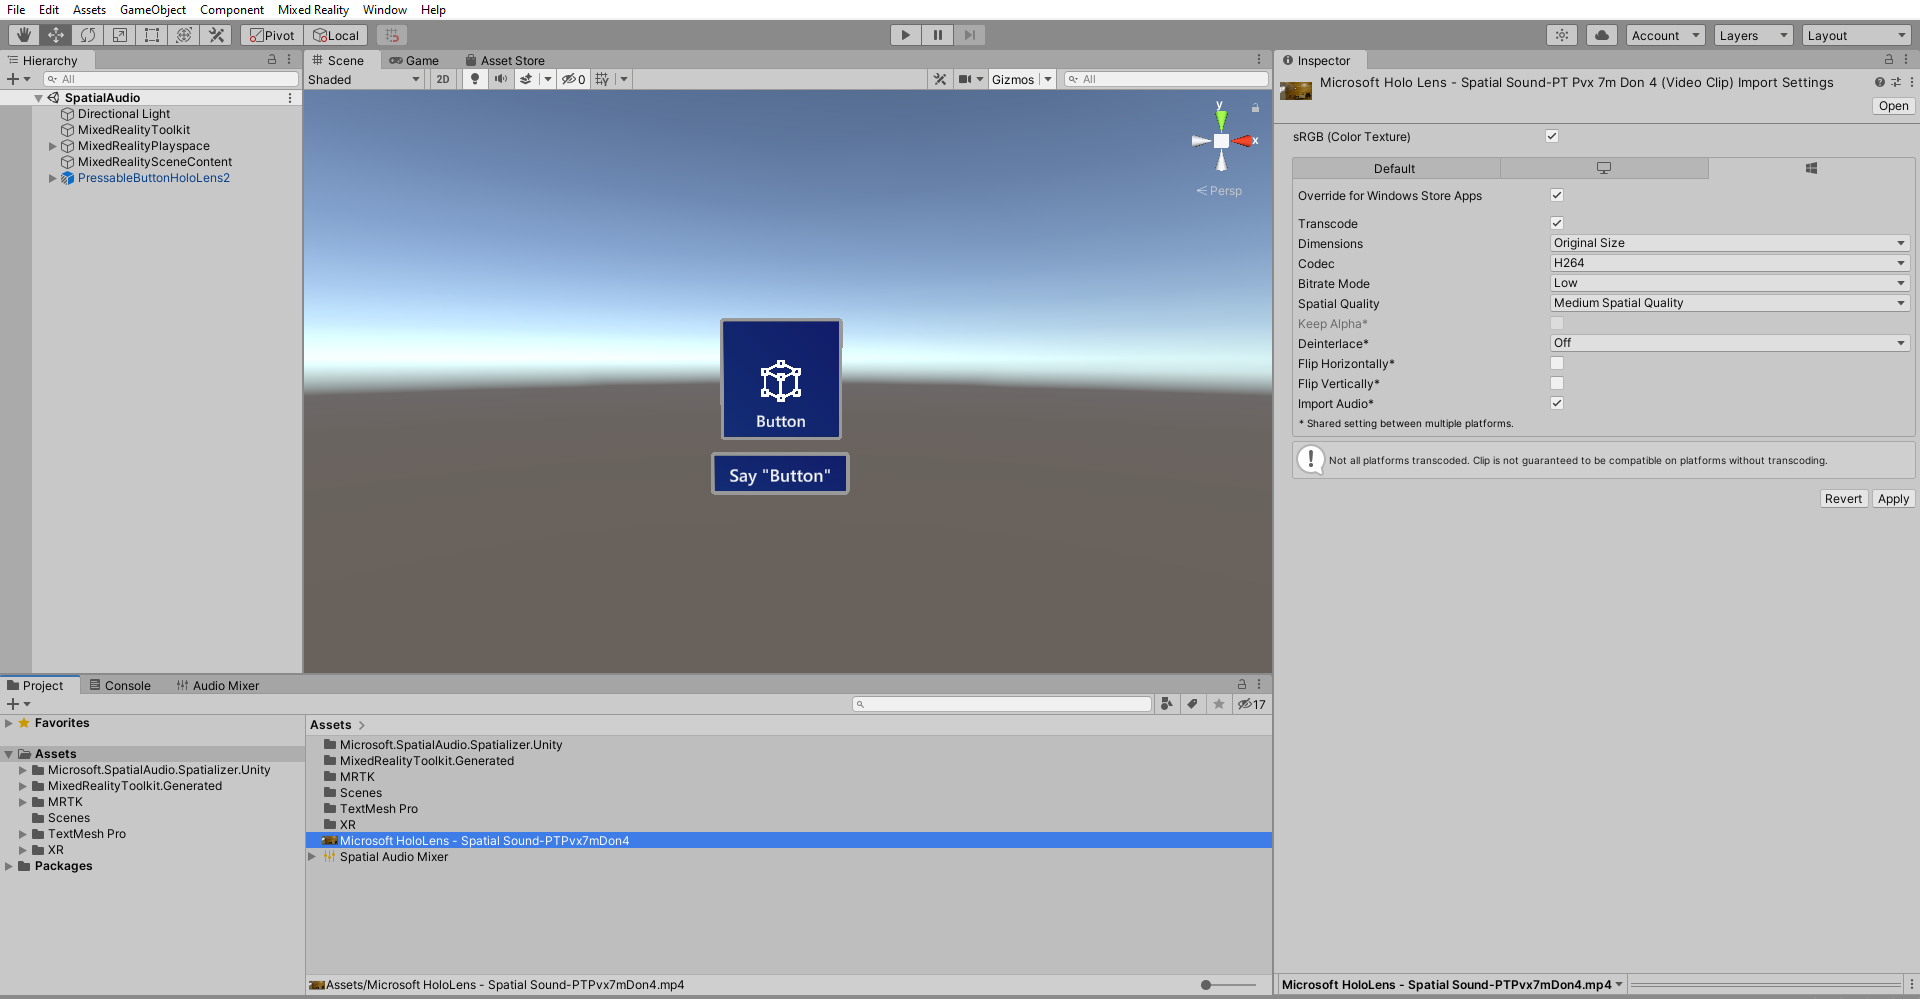 File Edit Assets GameObject Component Mixed Reality Window Help
Pivot Local Account Layers Layout
Hierarchy
All
SpatialAudio
Directional Light
MixedRealityToolkit
MixedRealityPlayspace
MixedRealitySceneContent
PressableButtonHoloLens2
Scene Game Asset Store
Shaded 2D 0 Gizmos All
y
x
Persp
Button
Say "Button"
Inspector
Microsoft Holo Lens - Spatial Sound-PT Pvx 7m Don 4 (Video Clip) Import Settings
Open
sRGB (Color Texture)
Default
Override for Windows Store Apps
Transcode
Dimensions Original Size
Codec H264
Bitrate Mode Low
Spatial Quality Medium Spatial Quality
Keep Alpha*
Deinterlace* Off
Flip Horizontally*
Flip Vertically*
Import Audio*
* Shared setting between multiple platforms.
Not all platforms transcoded. Clip is not guaranteed to be compatible on platforms without transcoding.
Revert Apply
Project Console Audio Mixer
17
Favorites
Assets
Microsoft.SpatialAudio.Spatializer.Unity
MixedRealityToolkit.Generated
MRTK
Scenes
TextMesh Pro
XR
Packages
Assets
Microsoft.SpatialAudio.Spatializer.Unity
MixedRealityToolkit.Generated
MRTK
Scenes
TextMesh Pro
XR
Microsoft HoloLens - Spatial Sound-PTPvx7mDon4
Spatial Audio Mixer
Assets/Microsoft HoloLens - Spatial Sound-PTPvx7mDon4.mp4
Microsoft HoloLens - Spatial Sound-PTPvx7mDon4.mp4